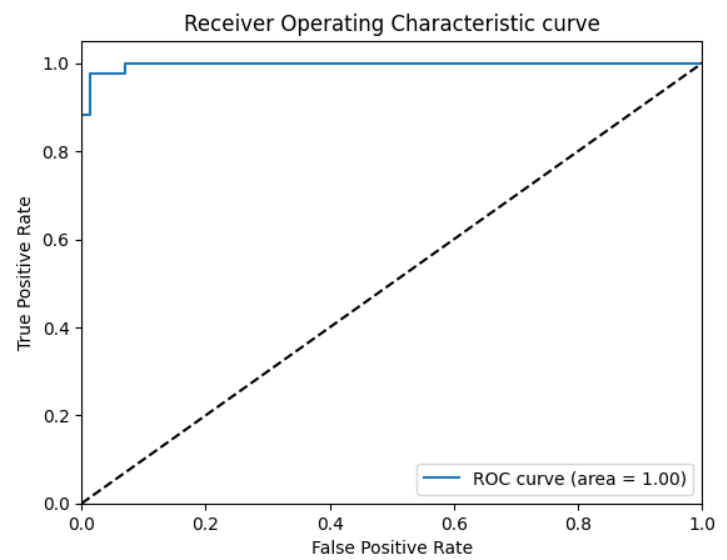 Receiver Operating Characteristic curve
1.0
0.8
0.6
0.4
0.2
0.0
True Positive Rate
ROC curve (area = 1.00)
0.0 0.2 0.4 0.6 0.8 1.0
False Positive Rate